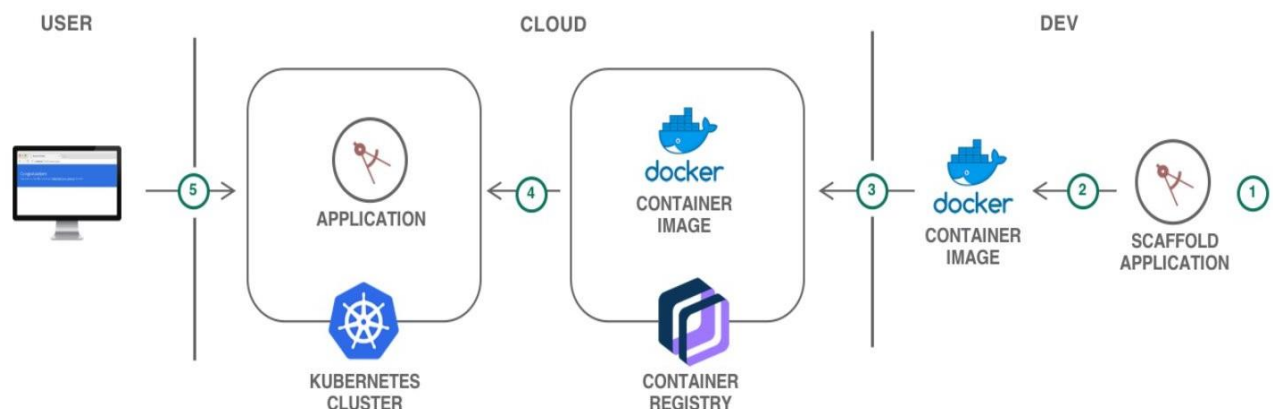 USER
CLOUD
DEV
docker
CONTAINER
IMAGE
APPLICATION
5
4
3
docker
CONTAINER
IMAGE
2
1
SCAFFOLD
APPLICATION
KUBERNETES
CLUSTER
CONTAINER
REGISTRY